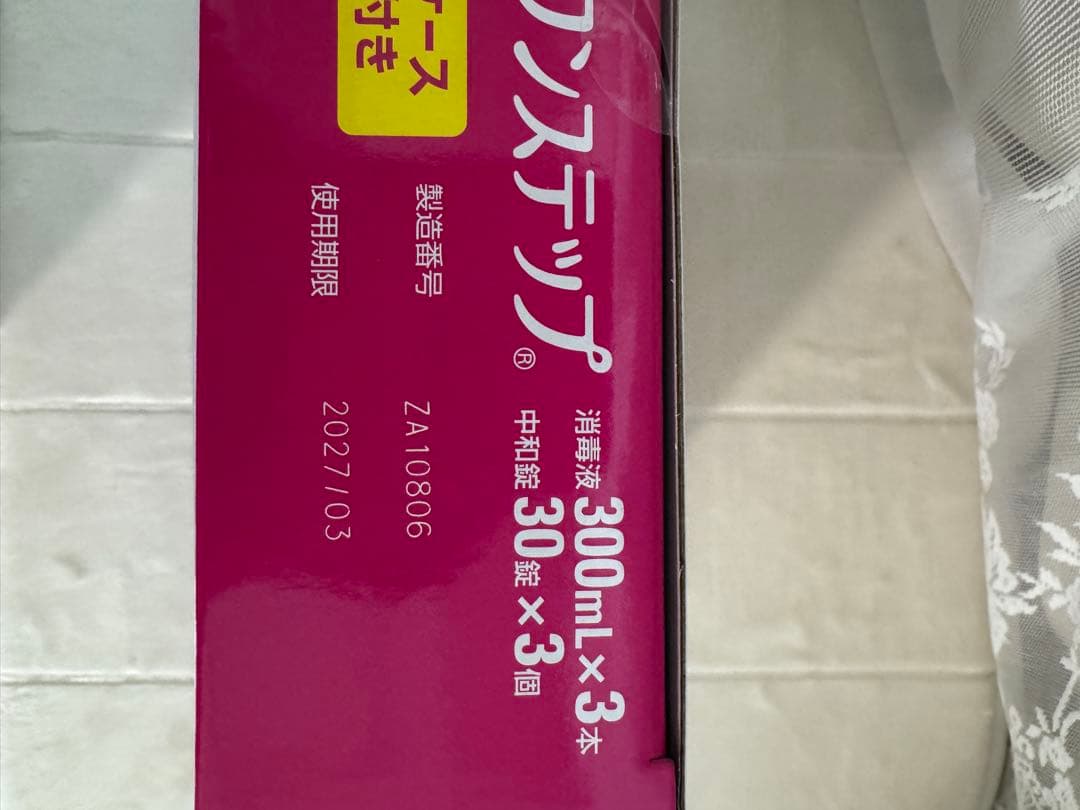 ワンステップ®
消毒液 300mL×3本
中和錠 30錠×3個
ケース
付き
製造番号 ZA10806
使用期限 2027/03